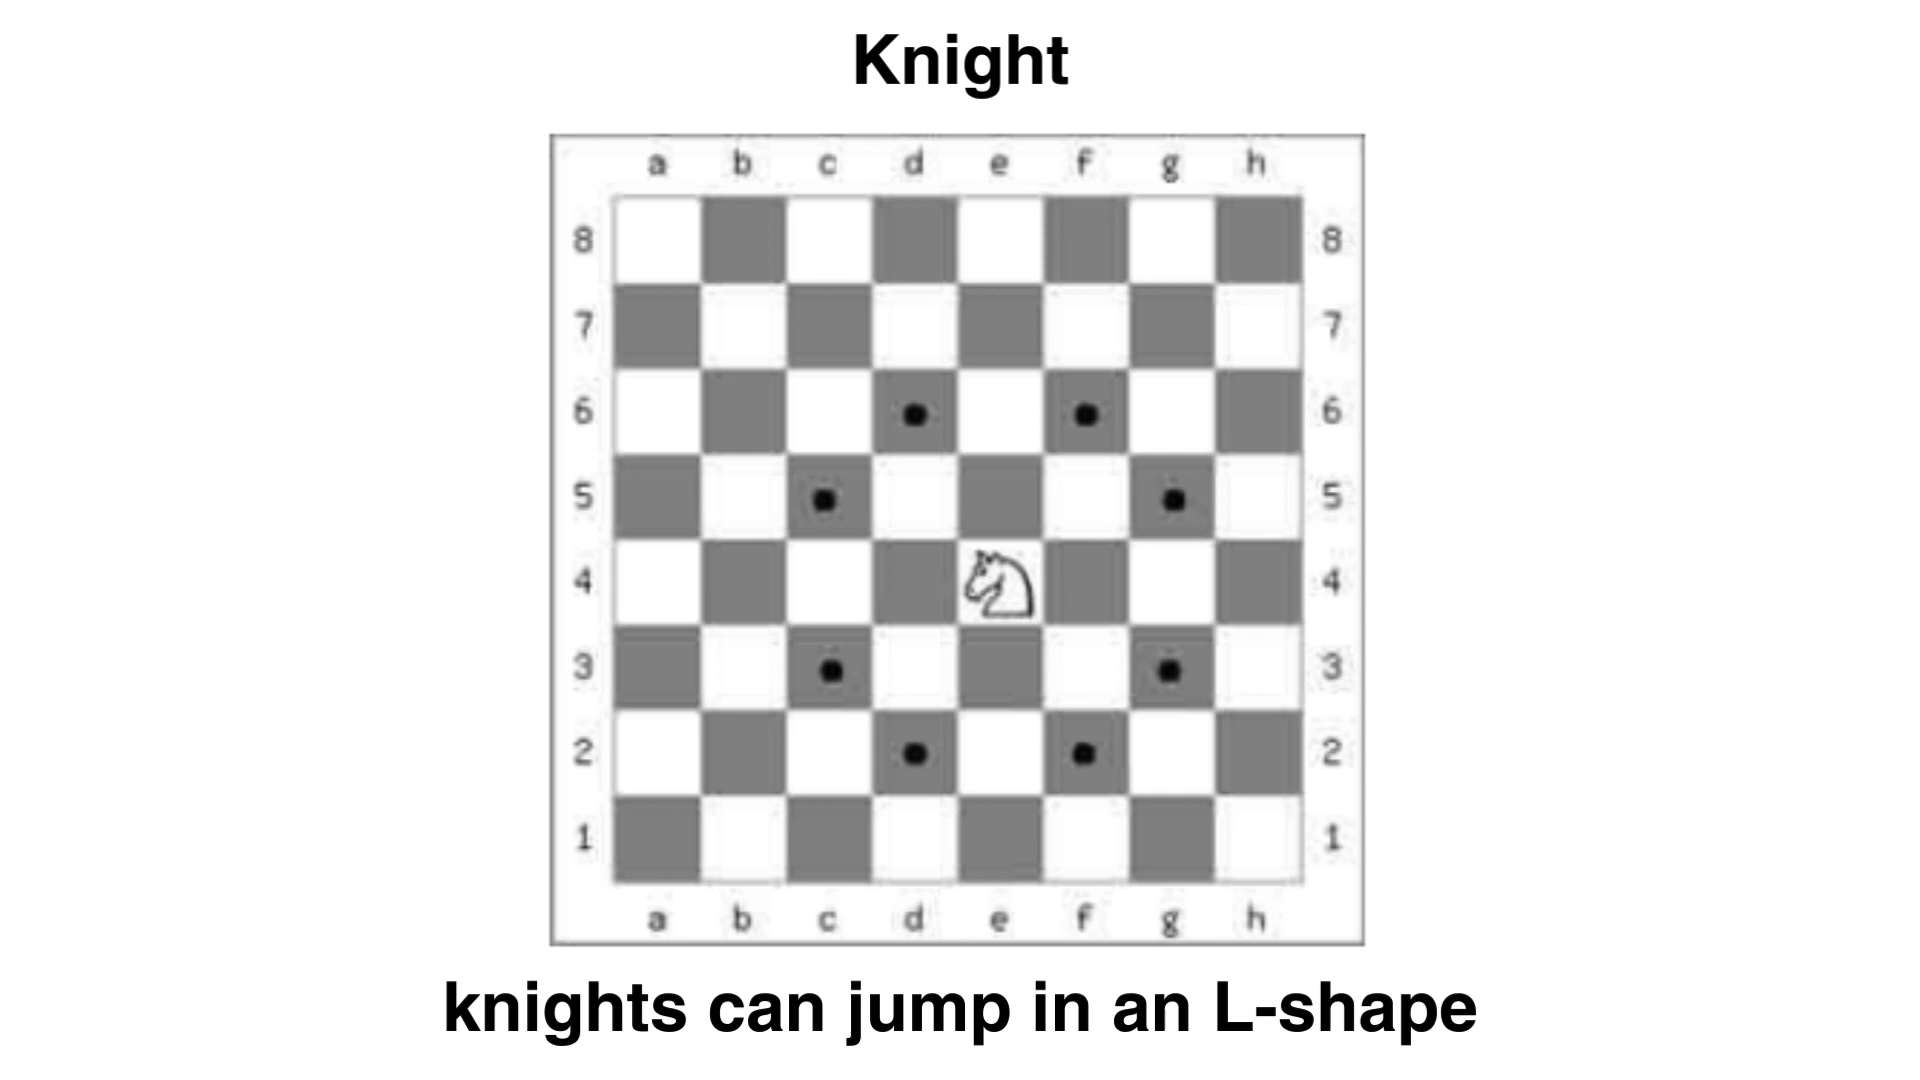 Knight
a b c d e f g h
8 8
7 7
6 6
5 5
4 4
3 3
2 2
1 1
a b c d e f g h
knights can jump in an L-shape